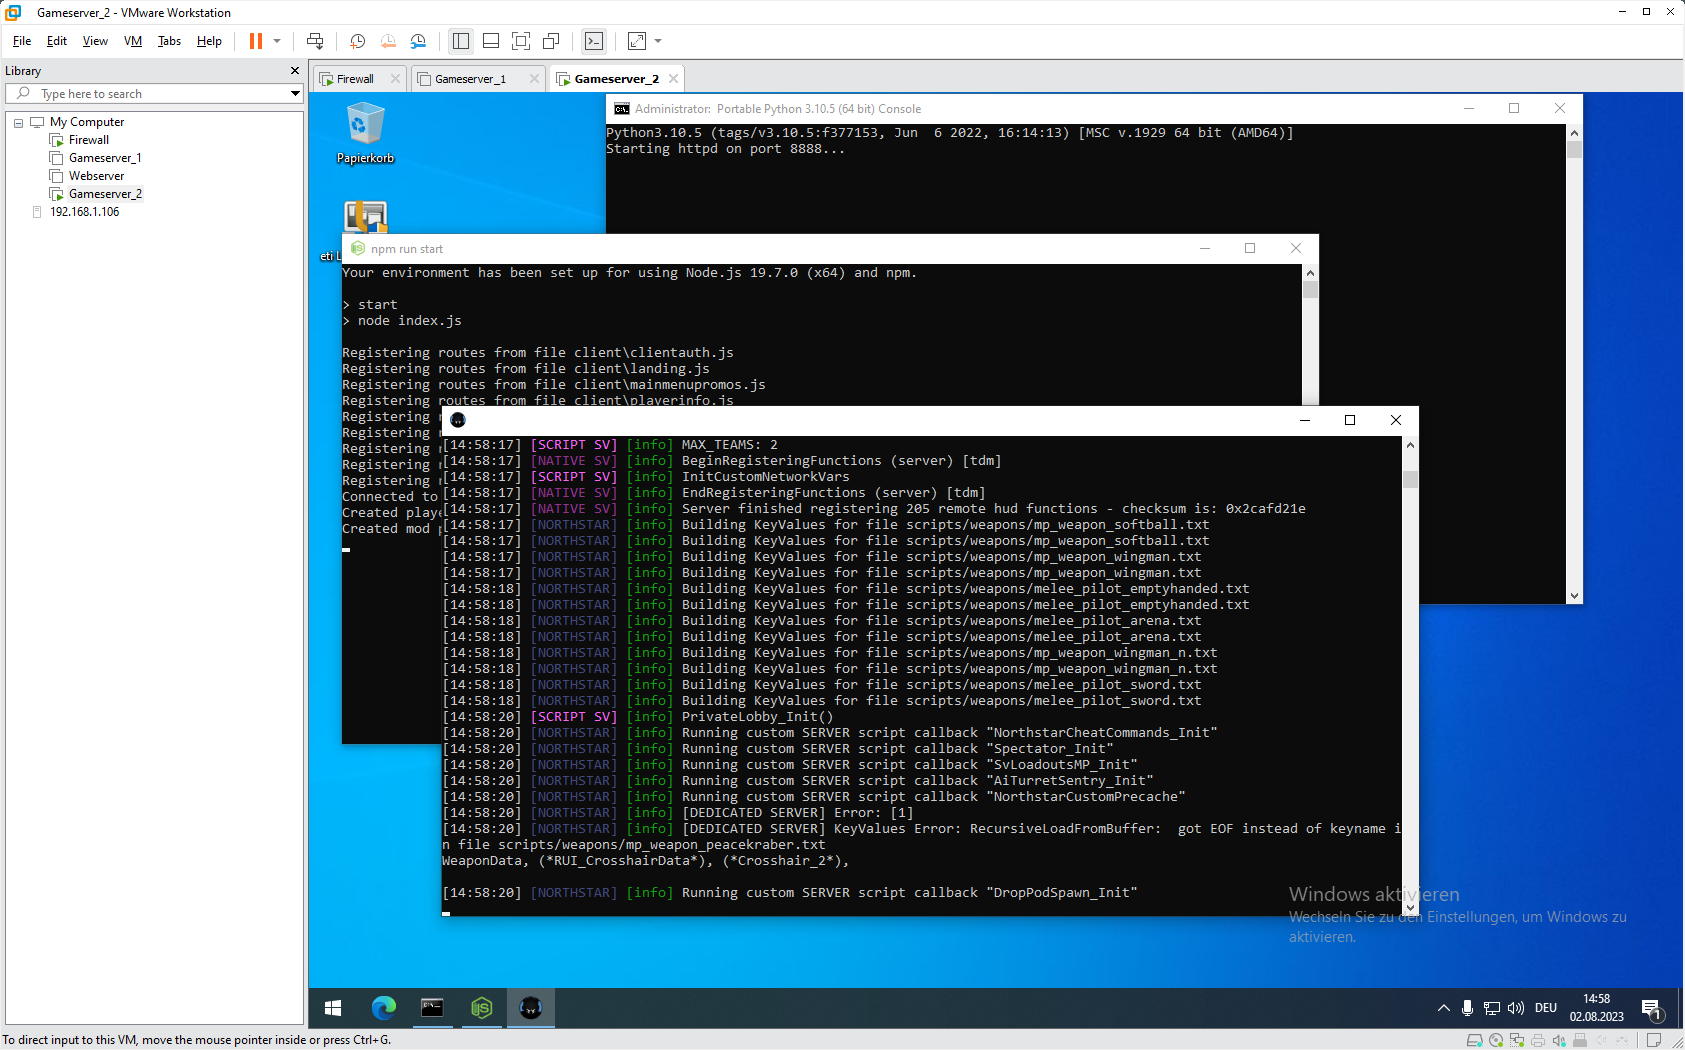 Gameserver_2 - VMware Workstation
File Edit View VM Tabs Help
Library
Type here to search
My Computer
Firewall
Gameserver_1
Webserver
Gameserver_2
192.168.1.106
Firewall
Gameserver_1
Gameserver_2
Papierkorb
eti L
Administrator: Portable Python 3.10.5 (64 bit) Console
Python3.10.5 (tags/v3.10.5:f377153, Jun  6 2022, 16:14:13) [MSC v.1929 64 bit (AMD64)]
Starting httpd on port 8888...
npm run start
Your environment has been set up for using Node.js 19.7.0 (x64) and npm.
> start
> node index.js
Registering routes from file client\clientauth.js
Registering routes from file client\landing.js
Registering routes from file client\mainmenupromos.js
Registering routes from file client\playerinfo.js
Registering
Registering
Registering
Registering
Registering
Connected to
Created playe
Created mod
[14:58:17] [SCRIPT SV] [info] MAX_TEAMS: 2
[14:58:17] [NATIVE SV] [info] BeginRegisteringFunctions (server) [tdm]
[14:58:17] [SCRIPT SV] [info] InitCustomNetworkVars
[14:58:17] [NATIVE SV] [info] EndRegisteringFunctions (server) [tdm]
[14:58:17] [NATIVE SV] [info] Server finished registering 205 remote hud functions - checksum is: 0x2cafd21e
[14:58:17] [NORTHSTAR] [info] Building KeyValues for file scripts/weapons/mp_weapon_softball.txt
[14:58:17] [NORTHSTAR] [info] Building KeyValues for file scripts/weapons/mp_weapon_softball.txt
[14:58:17] [NORTHSTAR] [info] Building KeyValues for file scripts/weapons/mp_weapon_wingman.txt
[14:58:17] [NORTHSTAR] [info] Building KeyValues for file scripts/weapons/mp_weapon_wingman.txt
[14:58:18] [NORTHSTAR] [info] Building KeyValues for file scripts/weapons/melee_pilot_emptyhanded.txt
[14:58:18] [NORTHSTAR] [info] Building KeyValues for file scripts/weapons/melee_pilot_emptyhanded.txt
[14:58:18] [NORTHSTAR] [info] Building KeyValues for file scripts/weapons/melee_pilot_arena.txt
[14:58:18] [NORTHSTAR] [info] Building KeyValues for file scripts/weapons/melee_pilot_arena.txt
[14:58:18] [NORTHSTAR] [info] Building KeyValues for file scripts/weapons/mp_weapon_wingman_n.txt
[14:58:18] [NORTHSTAR] [info] Building KeyValues for file scripts/weapons/mp_weapon_wingman_n.txt
[14:58:18] [NORTHSTAR] [info] Building KeyValues for file scripts/weapons/melee_pilot_sword.txt
[14:58:18] [NORTHSTAR] [info] Building KeyValues for file scripts/weapons/melee_pilot_sword.txt
[14:58:20] [SCRIPT SV] [info] PrivateLobby_Init()
[14:58:20] [NORTHSTAR] [info] Running custom SERVER script callback "NorthstarCheatCommands_Init"
[14:58:20] [NORTHSTAR] [info] Running custom SERVER script callback "Spectator_Init"
[14:58:20] [NORTHSTAR] [info] Running custom SERVER script callback "SvLoadoutsMP_Init"
[14:58:20] [NORTHSTAR] [info] Running custom SERVER script callback "AiTurretSentry_Init"
[14:58:20] [NORTHSTAR] [info] Running custom SERVER script callback "NorthstarCustomPrecache"
[14:58:20] [NORTHSTAR] [info] [DEDICATED SERVER] Error: [1]
[14:58:20] [NORTHSTAR] [info] [DEDICATED SERVER] KeyValues Error: RecursiveLoadFromBuffer:  got EOF instead of keyname i
n file scripts/weapons/mp_weapon_peacekraber.txt
WeaponData, (*RUI_CrosshairData*), (*Crosshair_2*),
[14:58:20] [NORTHSTAR] [info] Running custom SERVER script callback "DropPodSpawn_Init"
Windows aktivieren
Wechseln Sie zu den Einstellungen, um Windows zu
aktivieren.
DEU
14:58
02.08.2023
1
To direct input to this VM, move the mouse pointer inside or press Ctrl+G.